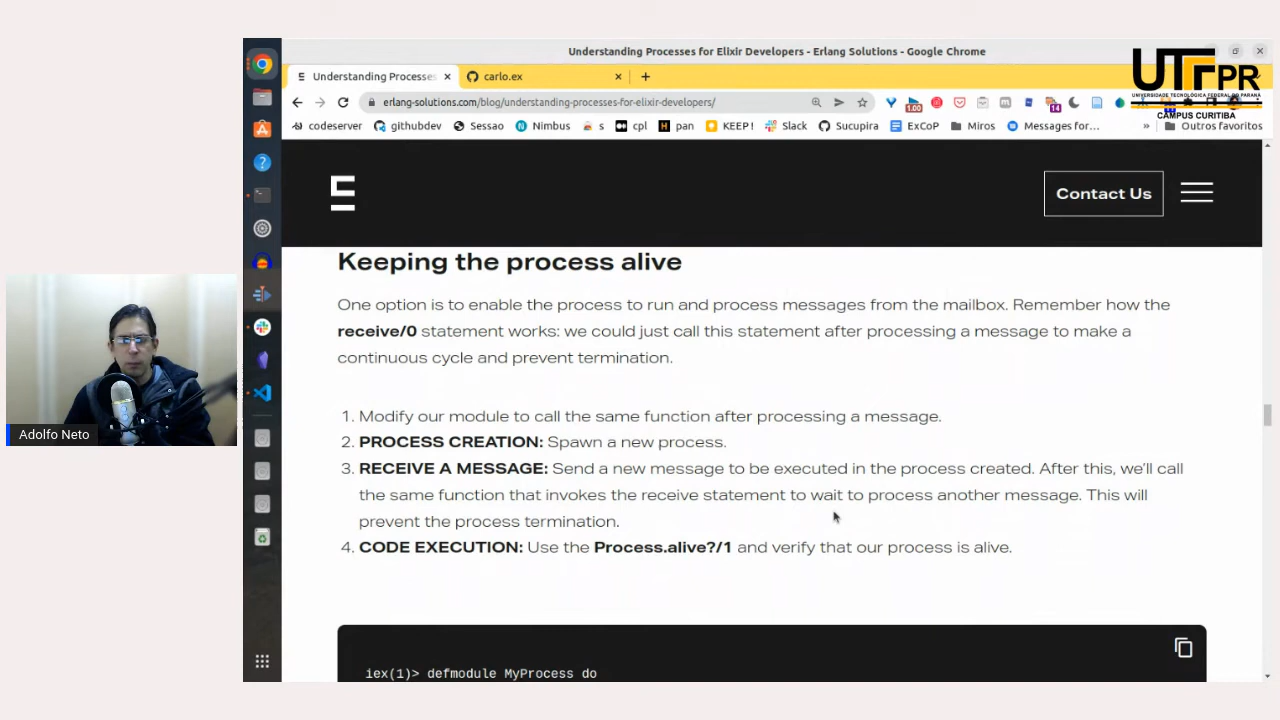 Understanding Processes for Elixir Developers - Erlang Solutions - Google Chrome
Understanding Processes
carlo.ex
UTFPR
UNIVERSIDADE TECNOLÓGICA FEDERAL DO PARANÁ
CAMPUS CURITIBA
erlang-solutions.com/blog/understanding-processes-for-elixir-developers/
1.00
14
codeserver
githubdev
Sessao
Nimbus
s
cpl
pan
KEEP!
Slack
Sucupira
ExCoP
Miros
Messages for...
»
Outros favoritos
Contact Us
Keeping the process alive
One option is to enable the process to run and process messages from the mailbox. Remember how the
receive/0 statement works: we could just call this statement after processing a message to make a
continuous cycle and prevent termination.
1. Modify our module to call the same function after processing a message.
2. PROCESS CREATION: Spawn a new process.
3. RECEIVE A MESSAGE: Send a new message to be executed in the process created. After this, we'll call
the same function that invokes the receive statement to wait to process another message. This will
prevent the process termination.
4. CODE EXECUTION: Use the Process.alive?/1 and verify that our process is alive.
iex(1)> defmodule MyProcess do
Adolfo Neto